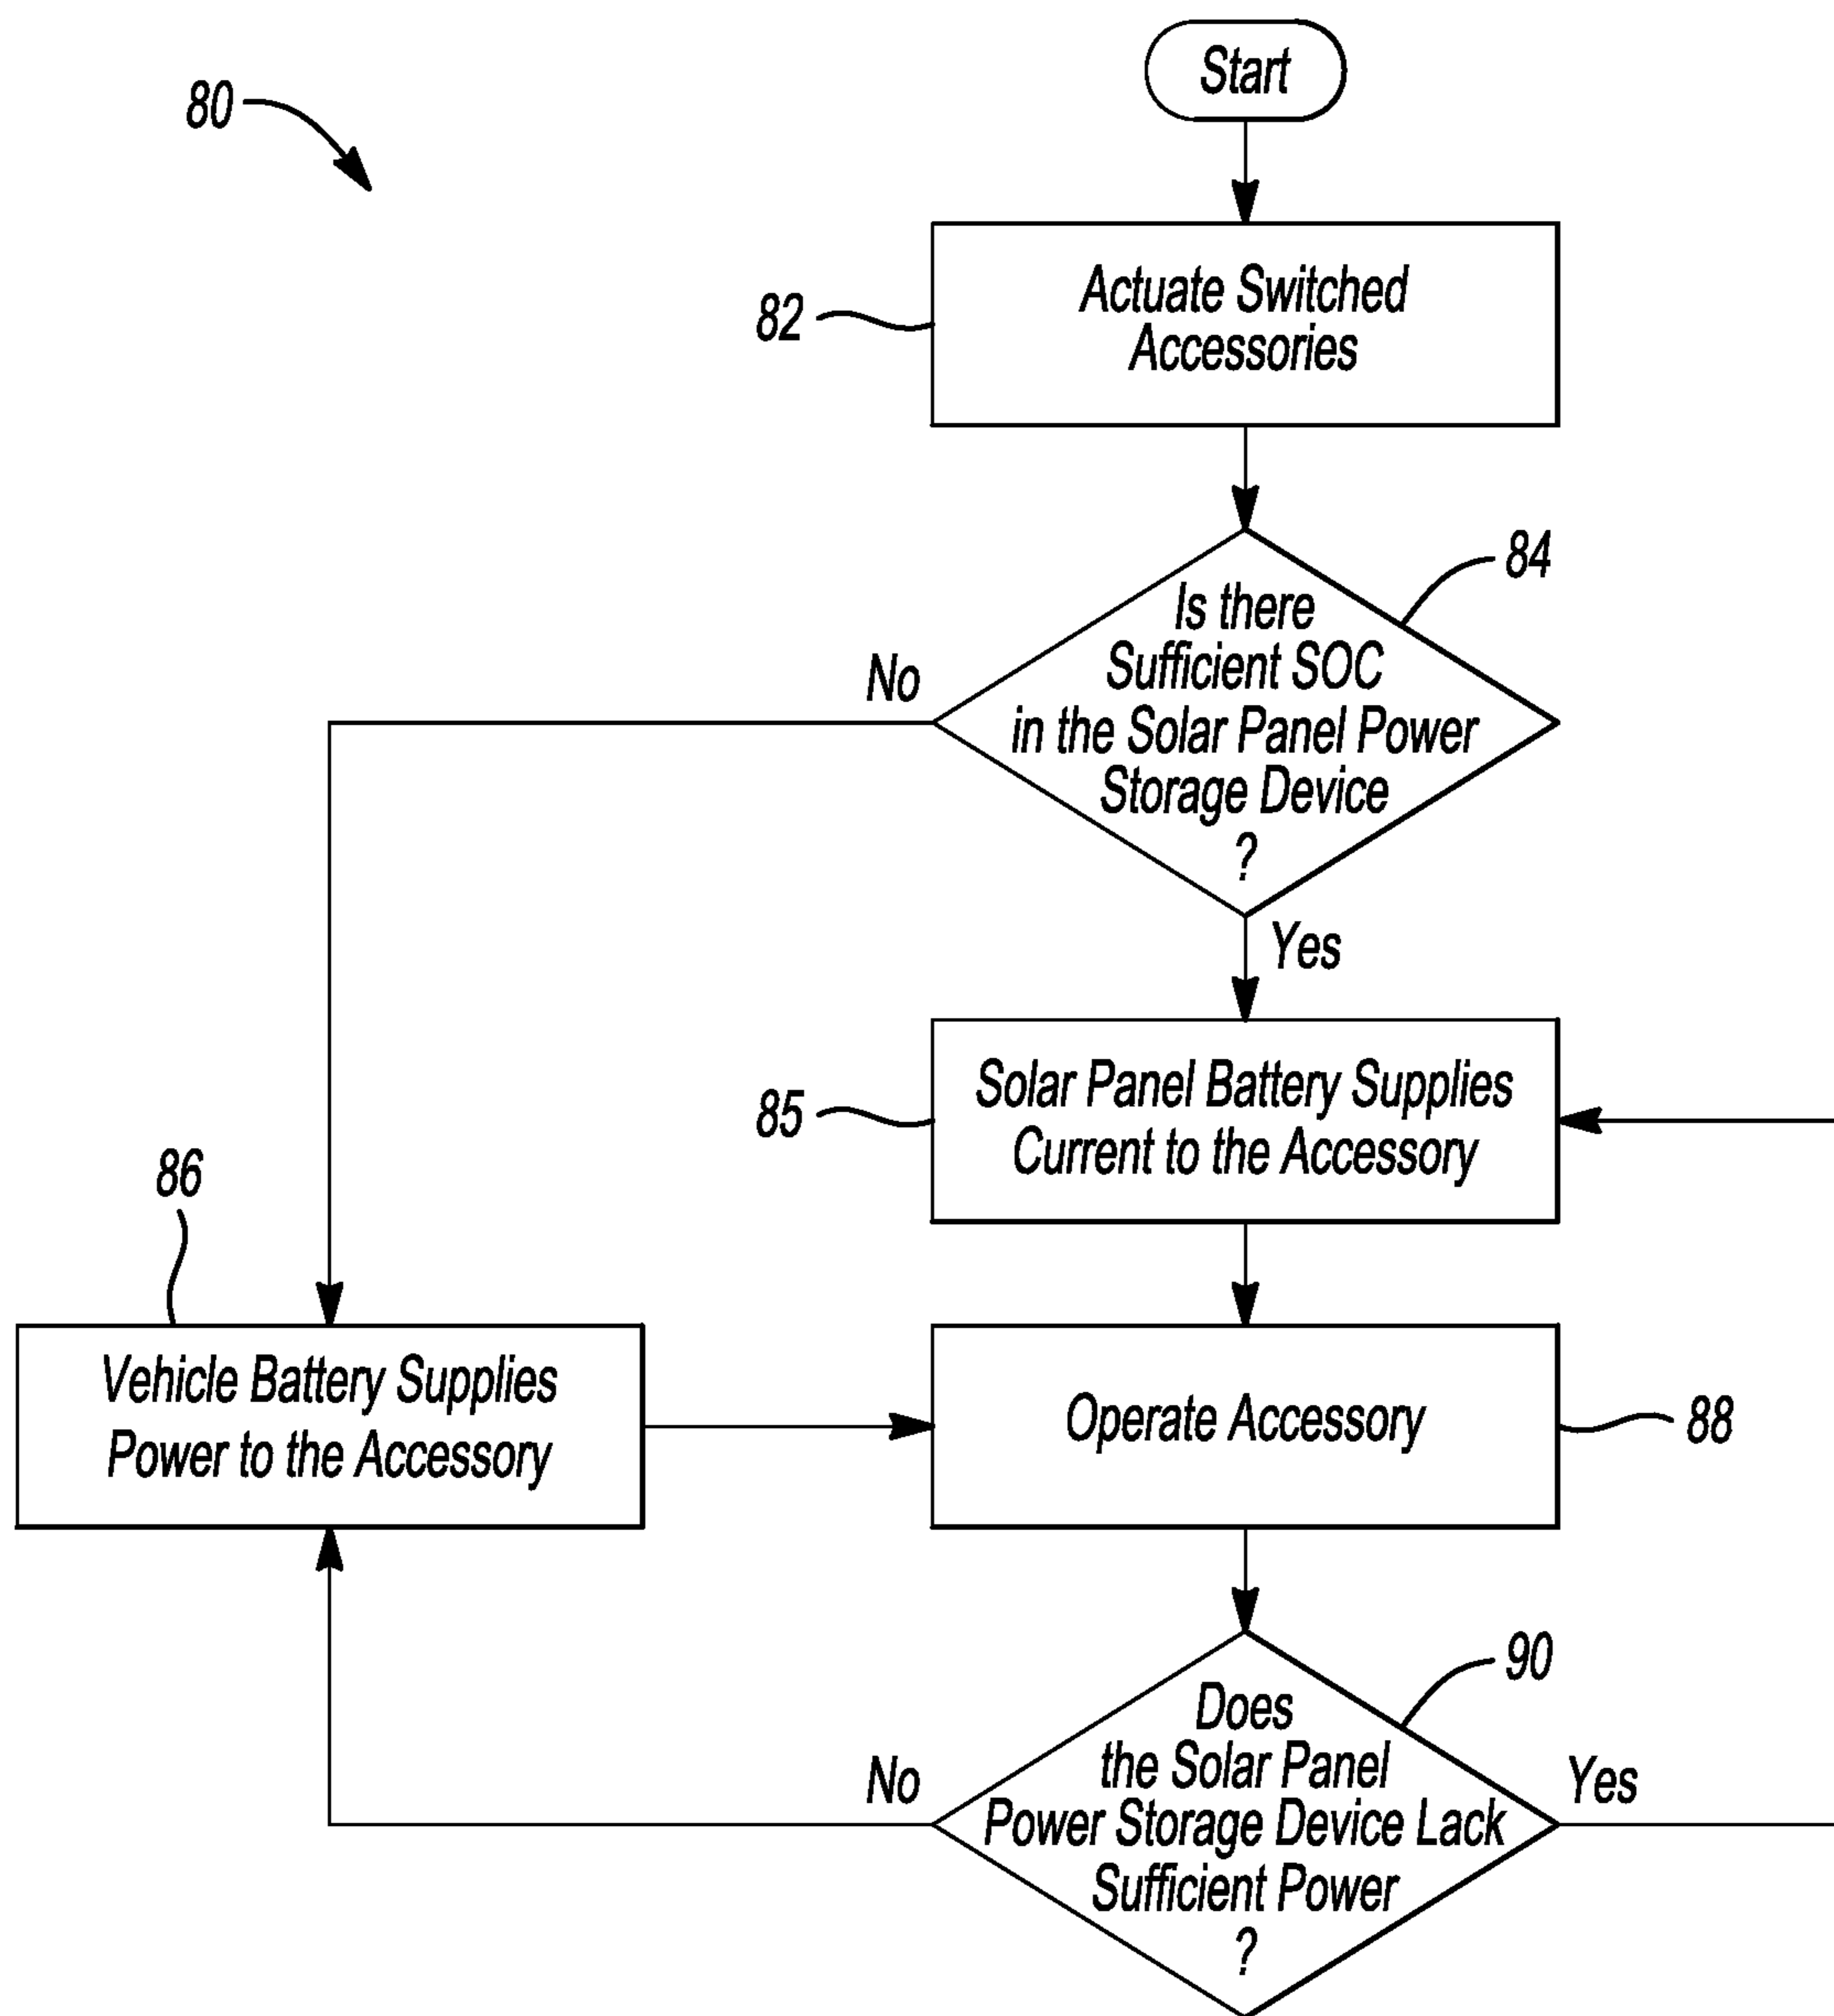 80
Start
82
Actuate Switched
Accessories
84
Is there
Sufficient SOC
in the Solar Panel Power
Storage Device
?
No
Yes
85
Solar Panel Battery Supplies
Current to the Accessory
86
Vehicle Battery Supplies
Power to the Accessory
Operate Accessory
88
90
Does
the Solar Panel
Power Storage Device Lack
Sufficient Power
?
No
Yes